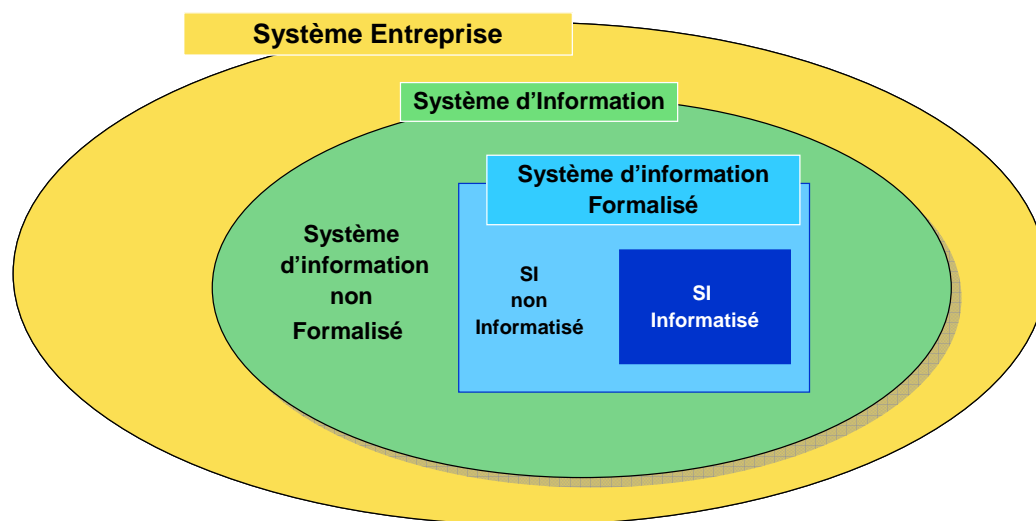 Système Entreprise
Système d’Information
Système d’information
Formalisé
Système
d’information
non
Formalisé
SI
non
Informatisé
SI
Informatisé